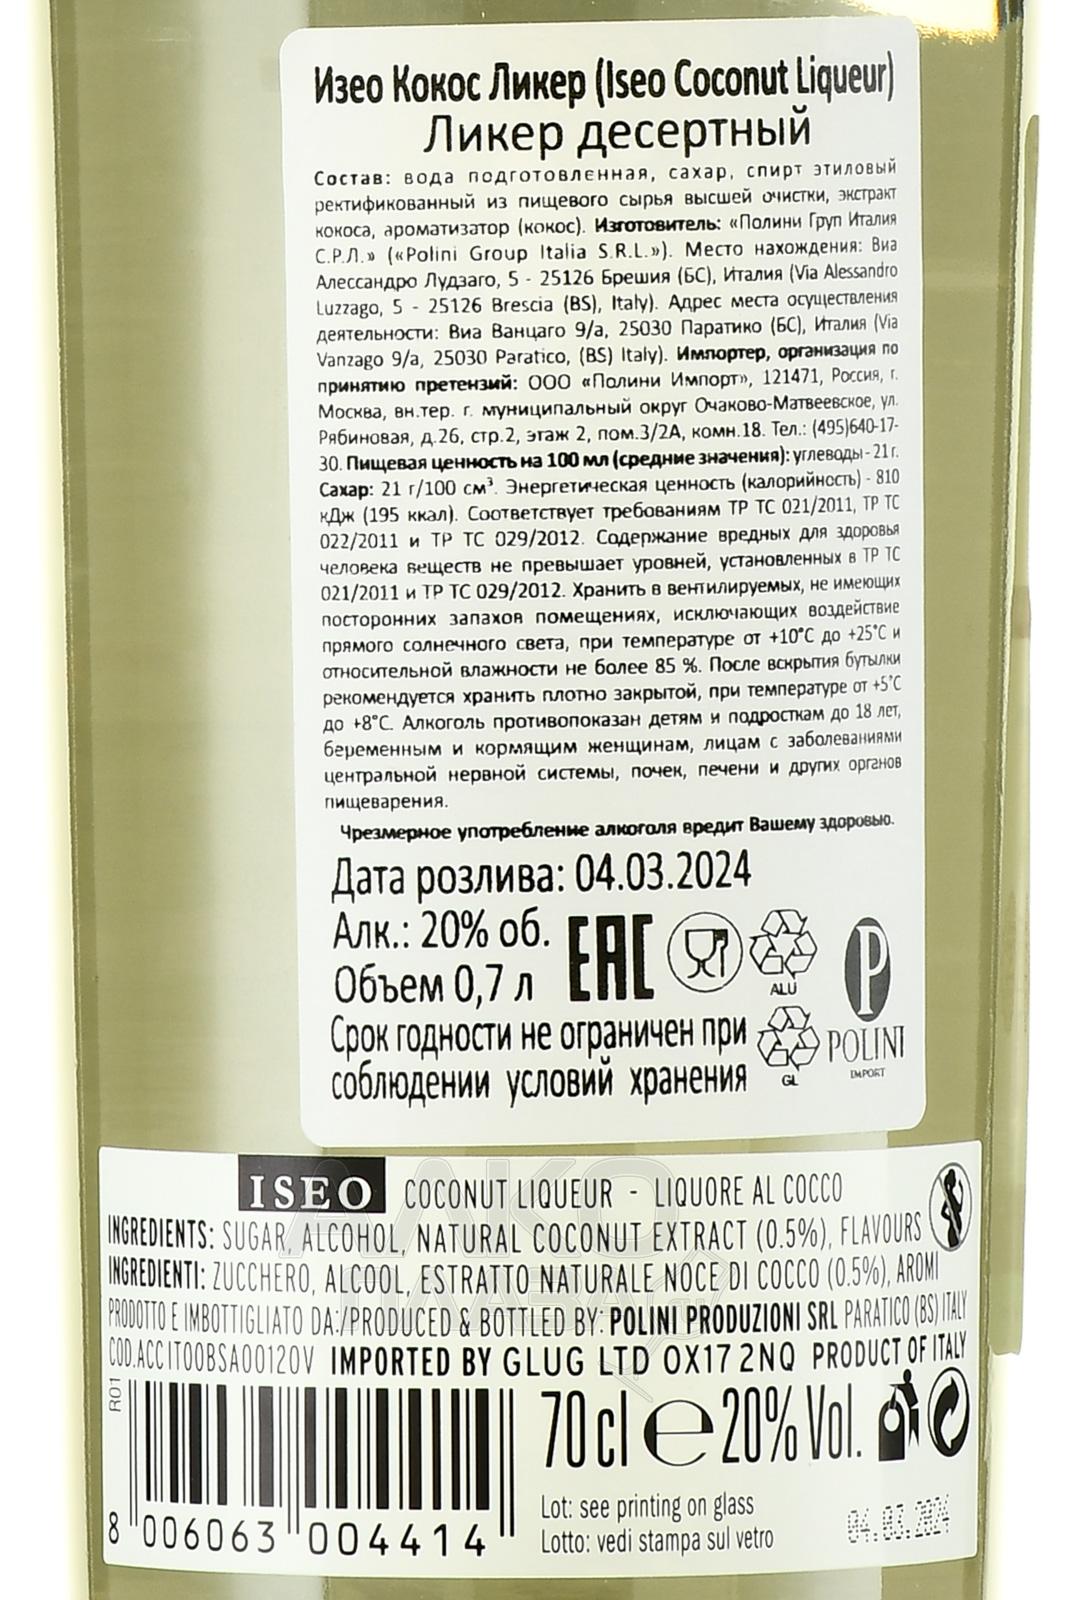 Изео Кокос Ликер (Iseo Coconut Liqueur)
Ликер десертный
Состав: вода подготовленная, сахар, спирт этиловый
ректификованный из пищевого сырья высшей очистки, экстракт
кокоса, ароматизатор (кокос). Изготовитель: «Полини Груп Италия
С.Р.Л.» («Polini Group Italia S.R.L.»). Место нахождения: Виа
Алессандро Лудзаго, 5 - 25126 Брешия (БС), Италия (Via Alessandro
Luzzago, 5 - 25126 Brescia (BS), Italy). Адрес места осуществления
деятельности: Виа Ванцаго 9/а, 25030 Паратико (БС), Италия (Via
Vanzago 9/a, 25030 Paratico, (BS) Italy). Импортер, организация по
принятию претензий: ООО «Полини Импорт», 121471, Россия, г.
Москва, вн.тер. г. муниципальный округ Очаково-Матвеевское, ул.
Рябиновая, д.26, стр.2, этаж 2, пом.3/2А, комн.18. Тел.: (495)640-17-
30. Пищевая ценность на 100 мл (средние значения): углеводы - 21 г.
Сахар: 21 г/100 см³. Энергетическая ценность (калорийность) - 810
кДж (195 ккал). Соответствует требованиям ТР ТС 021/2011, ТР ТС
022/2011 и ТР ТС 029/2012. Содержание вредных для здоровья
человека веществ не превышает уровней, установленных в ТР ТС
021/2011 и ТР ТС 029/2012. Хранить в вентилируемых, не имеющих
посторонних запахов помещениях, исключающих воздействие
прямого солнечного света, при температуре от +10°С до +25°С и
относительной влажности не более 85 %. После вскрытия бутылки
рекомендуется хранить плотно закрытой, при температуре от +5°С
до +8°С. Алкоголь противопоказан детям и подросткам до 18 лет,
беременным и кормящим женщинам, лицам с заболеваниями
центральной нервной системы, почек, печени и других органов
пищеварения.
Чрезмерное употребление алкоголя вредит Вашему здоровью.
Дата розлива: 04.03.2024
Алк.: 20% об.
Объем 0,7 л
Срок годности не ограничен при
соблюдении условий хранения
EAC
ALU
GL
P
POLINI
IMPORT
ISEO COCONUT LIQUEUR - LIQUORE AL COCCO
INGREDIENTS: SUGAR, ALCOHOL, NATURAL COCONUT EXTRACT (0.5%), FLAVOURS
INGREDIENTI: ZUCCHERO, ALCOOL, ESTRATTO NATURALE NOCE DI COCCO (0.5%), AROMI
PRODOTTO E IMBOTTIGLIATO DA:/PRODUCED & BOTTLED BY: POLINI PRODUZIONI SRL PARATICO (BS) ITALY
COD.ACC IT00BSA00120V IMPORTED BY GLUG LTD OX17 2NQ PRODUCT OF ITALY
R01
70 cl e 20% Vol.
Lot: see printing on glass
Lotto: vedi stampa sul vetro
04.03.2024
8 006063 004414